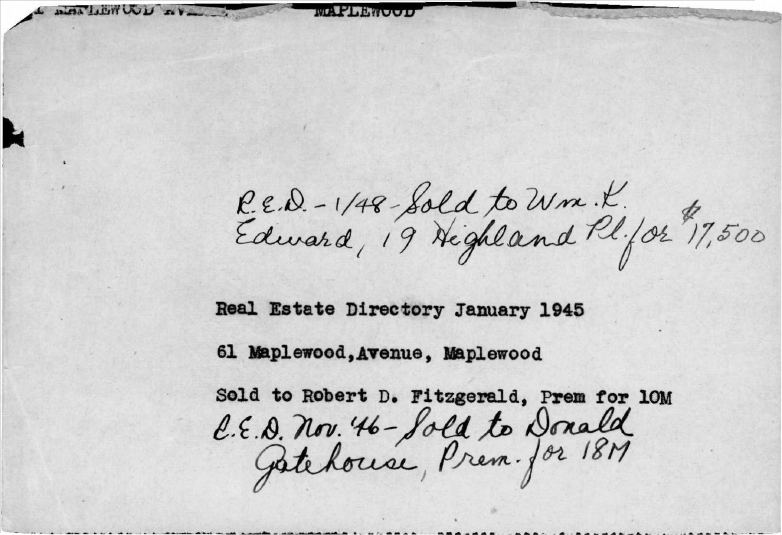 MAPLEWOOD AVENUE MAPLEWOOD
R.E.D. - 1/48 - Sold to Wm. K.
Edward, 19 Highland Pl. for $17,500
Real Estate Directory January 1945
61 Maplewood,Avenue, Maplewood
Sold to Robert D. Fitzgerald, Prem for 10M
R.E.D. Nov. '46 - Sold to Donald
Gatehouse, Prem. for 18M